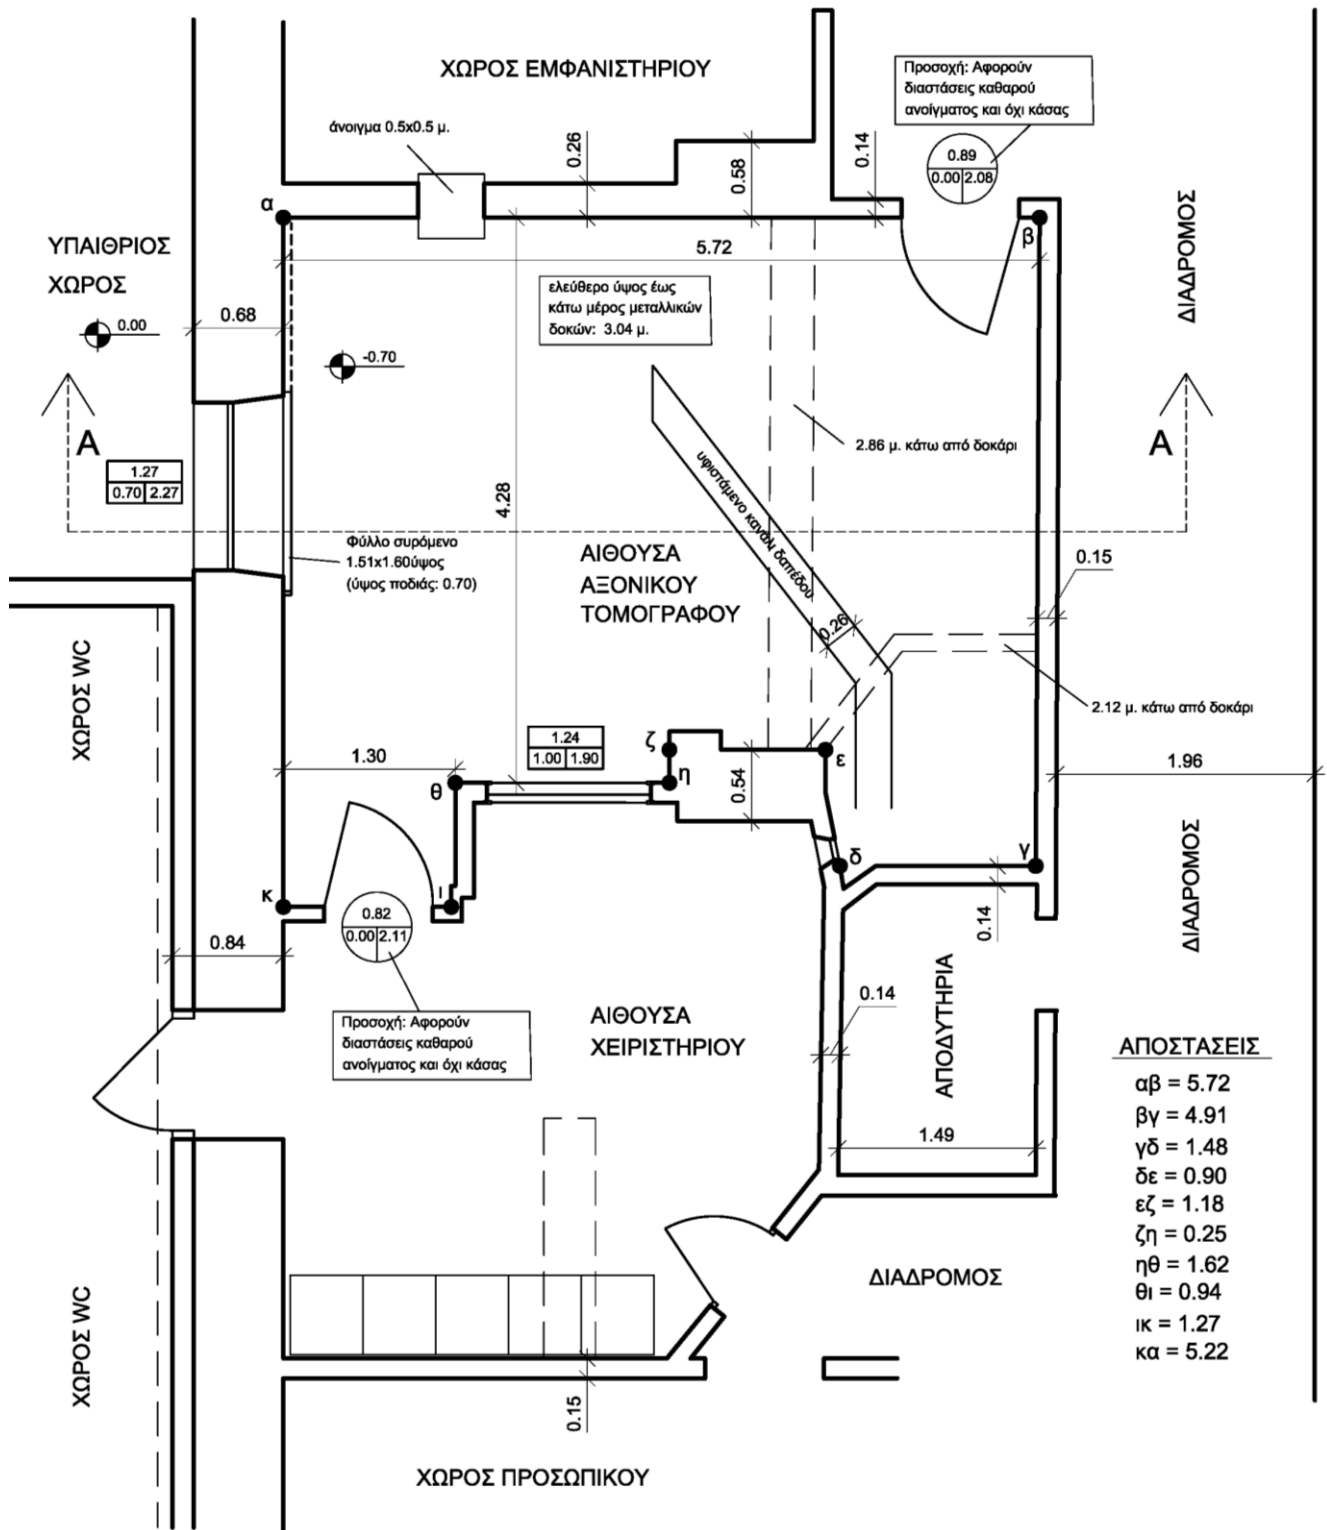 ΧΩΡΟΣ ΕΜΦΑΝΙΣΤΗΡΙΟΥ
Προσοχή: Αφορούν
διαστάσεις καθαρού
ανοίγματος και όχι κάσας
άνοιγμα 0.5x0.5 μ.
0.26
0.58
0.14
0.89
0.00 2.08
α
β
ΥΠΑΙΘΡΙΟΣ
ΧΩΡΟΣ
0.00
0.68
5.72
ελεύθερο ύψος έως
κάτω μέρος μεταλλικών
δοκών: 3.04 μ.
ΔΙΑΔΡΟΜΟΣ
-0.70
A
A
1.27
0.70 2.27
2.86 μ. κάτω από δοκάρι
υφιστάμενο κανάλι δαπέδου
4.28
Φύλλο συρόμενο
1.51x1.60ύψος
(ύψος ποδιάς: 0.70)
ΑΙΘΟΥΣΑ
ΑΞΟΝΙΚΟΥ
ΤΟΜΟΓΡΑΦΟΥ
0.15
0.26
ΧΩΡΟΣ WC
2.12 μ. κάτω από δοκάρι
1.24
1.00 1.90
ζ
ε
1.30
1.96
θ
η
0.54
δ
γ
κ
ι
0.82
0.00 2.11
0.84
0.14
ΔΙΑΔΡΟΜΟΣ
Προσοχή: Αφορούν
διαστάσεις καθαρού
ανοίγματος και όχι κάσας
ΑΙΘΟΥΣΑ
ΧΕΙΡΙΣΤΗΡΙΟΥ
0.14
ΑΠΟΔΥΤΗΡΙΑ
1.49
ΑΠΟΣΤΑΣΕΙΣ
αβ = 5.72
βγ = 4.91
γδ = 1.48
δε = 0.90
εζ = 1.18
ζη = 0.25
ηθ = 1.62
θι = 0.94
ικ = 1.27
κα = 5.22
ΔΙΑΔΡΟΜΟΣ
ΧΩΡΟΣ WC
0.15
ΧΩΡΟΣ ΠΡΟΣΩΠΙΚΟΥ